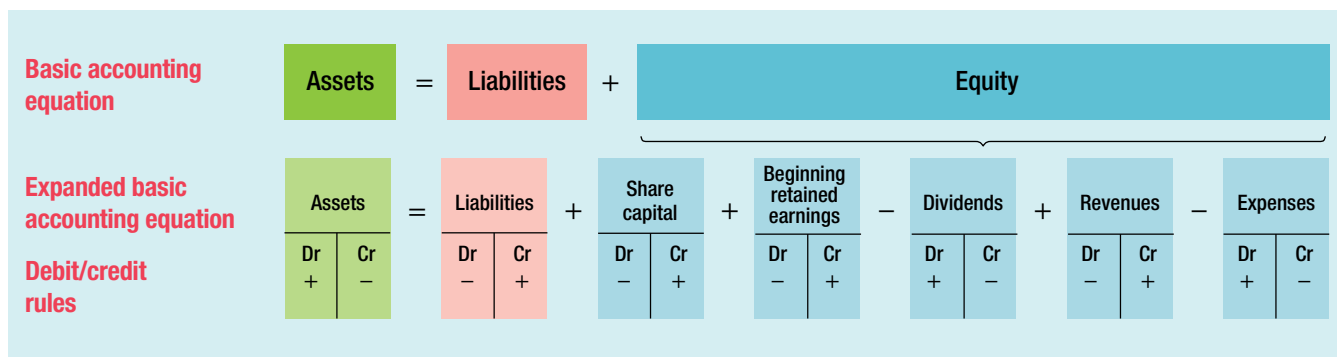 Basic accounting
equation
Assets = Liabilities + Equity
Expanded basic
accounting equation
Assets = Liabilities + Share
capital + Beginning
retained
earnings − Dividends + Revenues − Expenses
Debit/credit
rules
Dr Cr Dr Cr Dr Cr Dr Cr Dr Cr Dr Cr Dr Cr
+ − − + − + − + + − − + + −